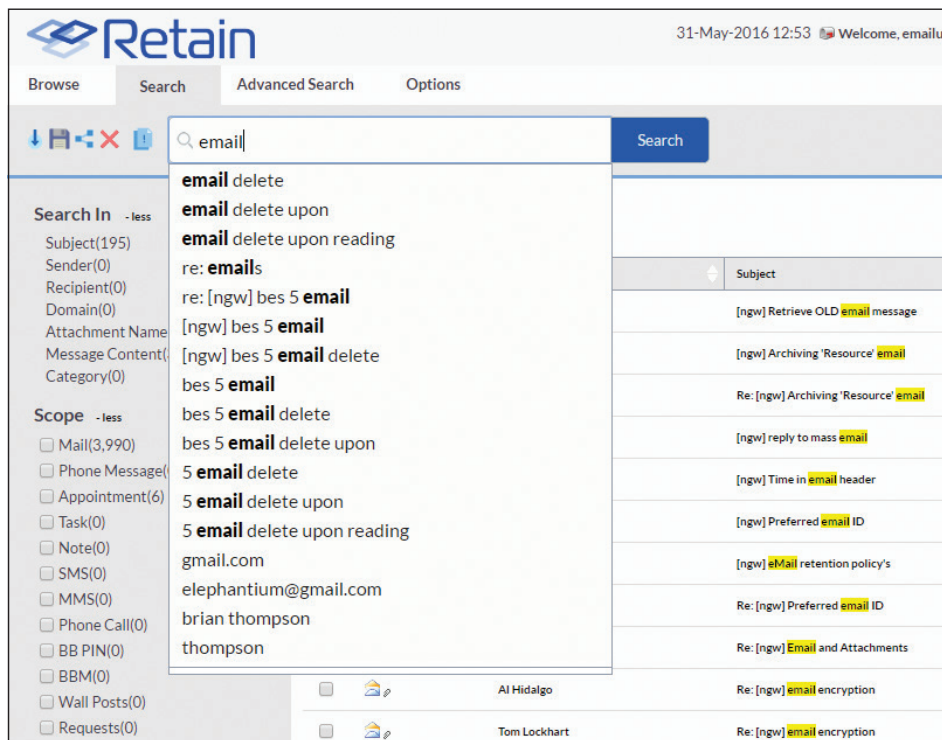 Retain
31-May-2016 12:53 Welcome, emailu
Browse Search Advanced Search Options
email
Search
email delete
email delete upon
email delete upon reading
re: emails
re: [ngw] bes 5 email
[ngw] bes 5 email
[ngw] bes 5 email delete
bes 5 email
bes 5 email delete
bes 5 email delete upon
5 email delete
5 email delete upon
5 email delete upon reading
gmail.com
elephantium@gmail.com
brian thompson
thompson
Search In - less
Subject(195)
Sender(0)
Recipient(0)
Domain(0)
Attachment Name
Message Content(
Category(0)
Scope - less
Mail(3,990)
Phone Message(
Appointment(6)
Task(0)
Note(0)
SMS(0)
MMS(0)
Phone Call(0)
BB PIN(0)
BBM(0)
Wall Posts(0)
Requests(0)
Subject
[ngw] Retrieve OLD email message
[ngw] Archiving 'Resource' email
Re: [ngw] Archiving 'Resource' email
[ngw] reply to mass email
[ngw] Time in email header
[ngw] Preferred email ID
[ngw] eMail retention policy's
Re: [ngw] Preferred email ID
Re: [ngw] Email and Attachments
Al Hidalgo Re: [ngw] email encryption
Tom Lockhart Re: [ngw] email encryption